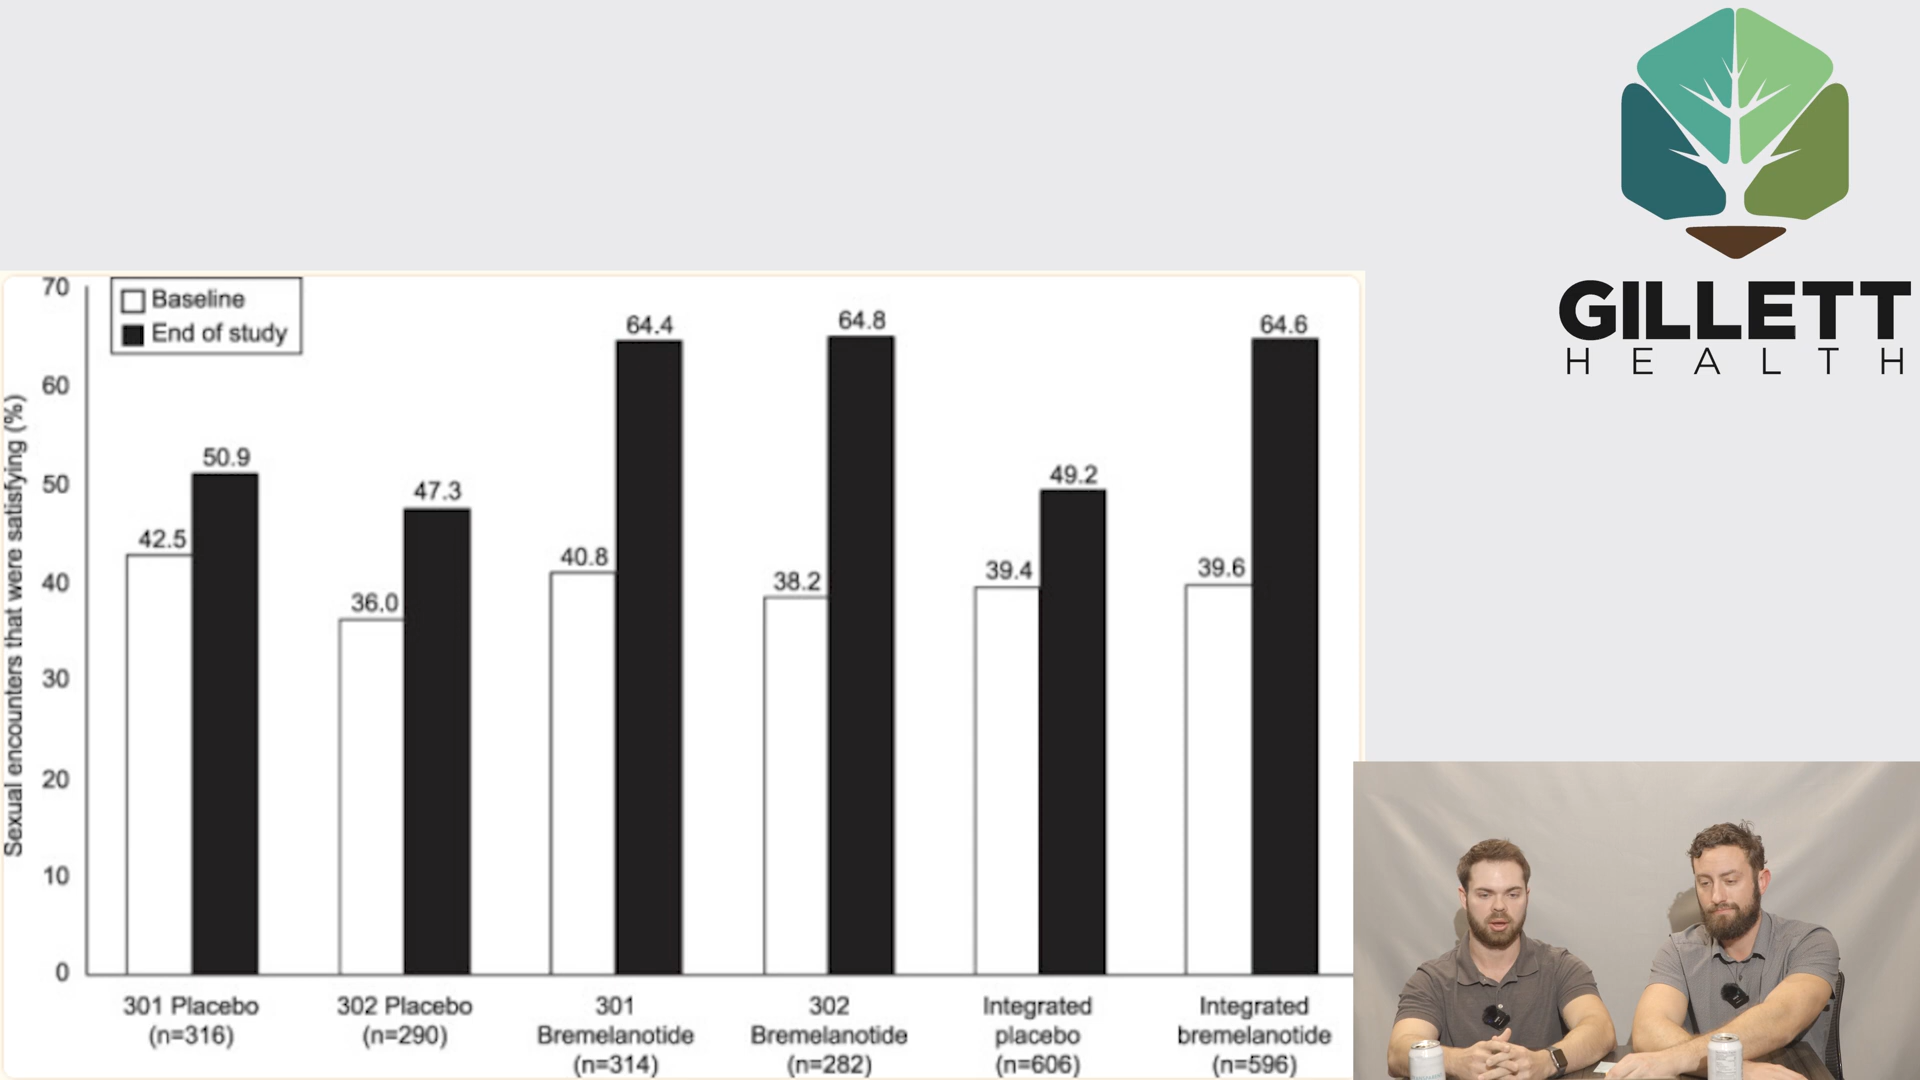 GILLETT
HEALTH
Baseline
End of study
Sexual encounters that were satisfying (%)
70
60
50
40
30
20
10
0
42.5
50.9
36.0
47.3
40.8
64.4
38.2
64.8
39.4
49.2
39.6
64.6
301 Placebo
(n=316)
302 Placebo
(n=290)
301
Bremelanotide
(n=314)
302
Bremelanotide
(n=282)
Integrated
placebo
(n=606)
Integrated
bremelanotide
(n=596)